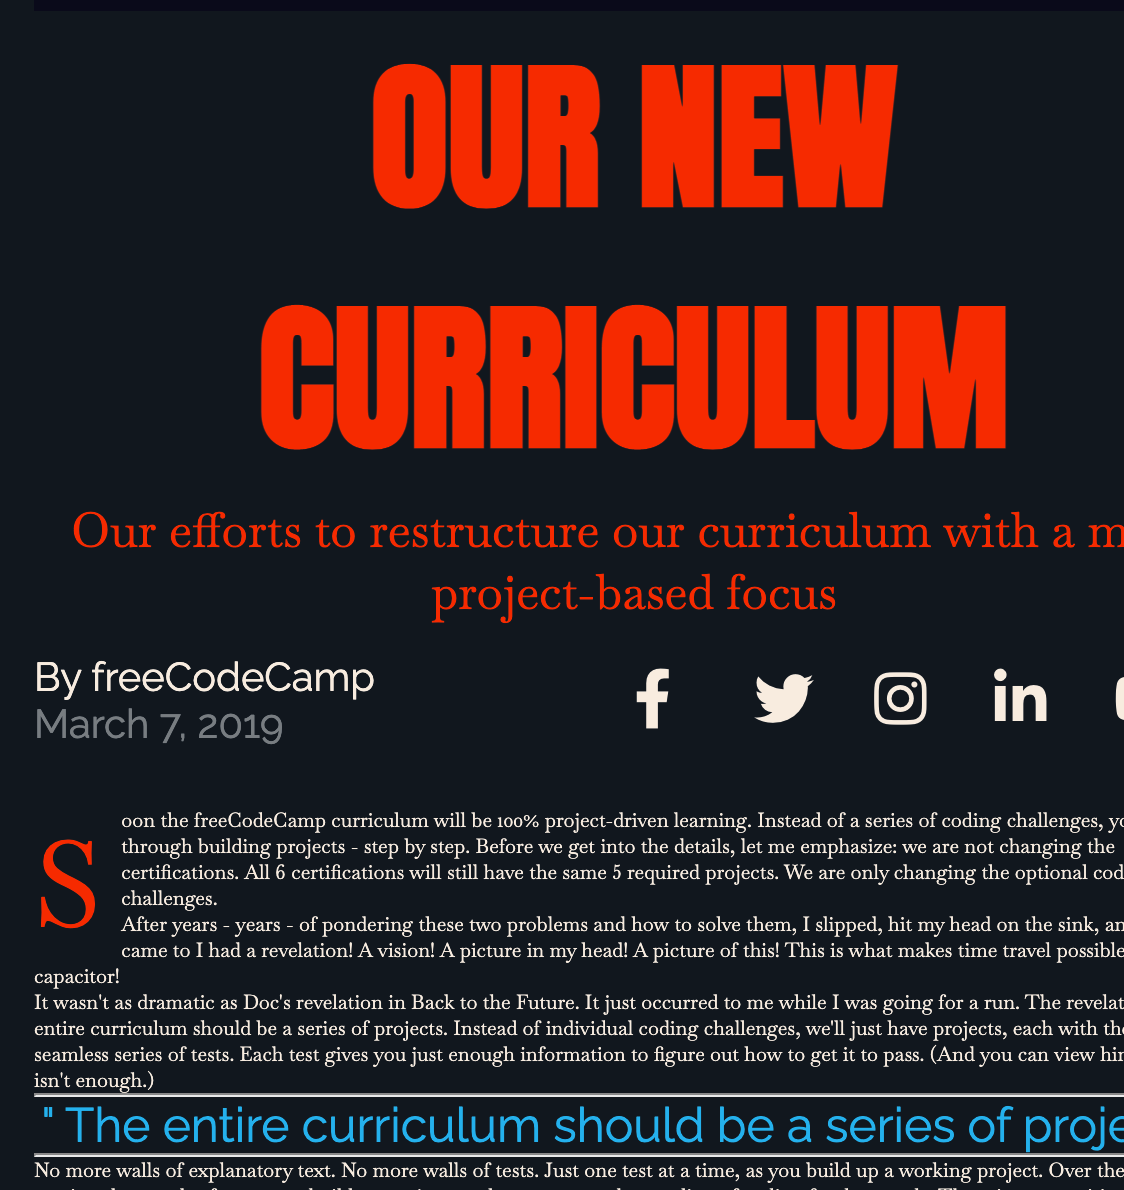 OUR NEW
CURRICULUM
Our efforts to restructure our curriculum with a m
project-based focus
By freeCodeCamp
March 7, 2019
Soon the freeCodeCamp curriculum will be 100% project-driven learning. Instead of a series of coding challenges, yo
through building projects - step by step. Before we get into the details, let me emphasize: we are not changing the
certifications. All 6 certifications will still have the same 5 required projects. We are only changing the optional cod
challenges.
After years - years - of pondering these two problems and how to solve them, I slipped, hit my head on the sink, an
came to I had a revelation! A vision! A picture in my head! A picture of this! This is what makes time travel possible
capacitor!
It wasn't as dramatic as Doc's revelation in Back to the Future. It just occurred to me while I was going for a run. The revelat
entire curriculum should be a series of projects. Instead of individual coding challenges, we'll just have projects, each with the
seamless series of tests. Each test gives you just enough information to figure out how to get it to pass. (And you can view hin
isn't enough.)
" The entire curriculum should be a series of proje
No more walls of explanatory text. No more walls of tests. Just one test at a time, as you build up a working project. Over the